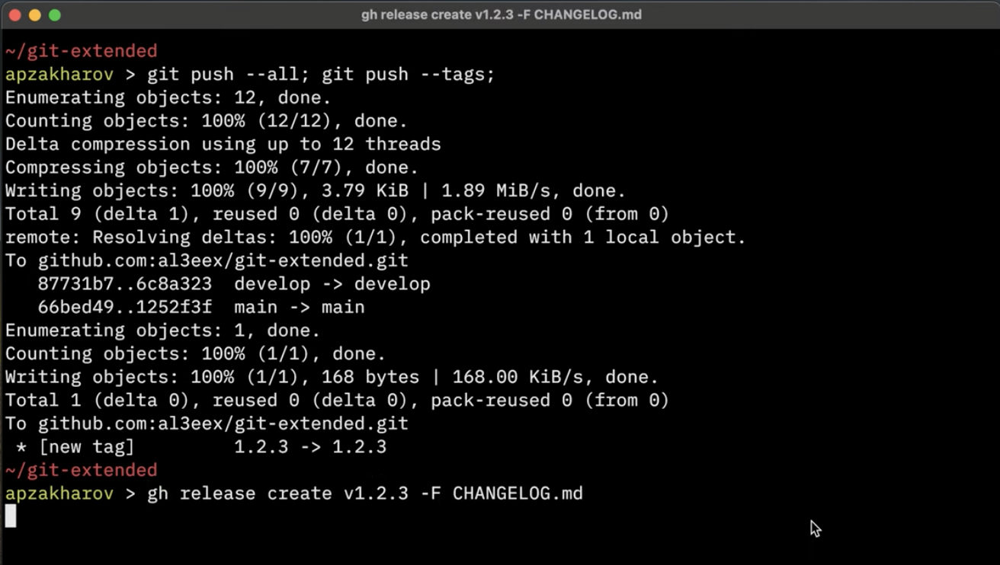 gh release create v1.2.3 -F CHANGELOG.md
~/git-extended
apzakharov > git push --all; git push --tags;
Enumerating objects: 12, done.
Counting objects: 100% (12/12), done.
Delta compression using up to 12 threads
Compressing objects: 100% (7/7), done.
Writing objects: 100% (9/9), 3.79 KiB | 1.89 MiB/s, done.
Total 9 (delta 1), reused 0 (delta 0), pack-reused 0 (from 0)
remote: Resolving deltas: 100% (1/1), completed with 1 local object.
To github.com:al3eex/git-extended.git
   87731b7..6c8a323  develop -> develop
   66bed49..1252f3f  main -> main
Enumerating objects: 1, done.
Counting objects: 100% (1/1), done.
Writing objects: 100% (1/1), 168 bytes | 168.00 KiB/s, done.
Total 1 (delta 0), reused 0 (delta 0), pack-reused 0 (from 0)
To github.com:al3eex/git-extended.git
 * [new tag]         1.2.3 -> 1.2.3
~/git-extended
apzakharov > gh release create v1.2.3 -F CHANGELOG.md